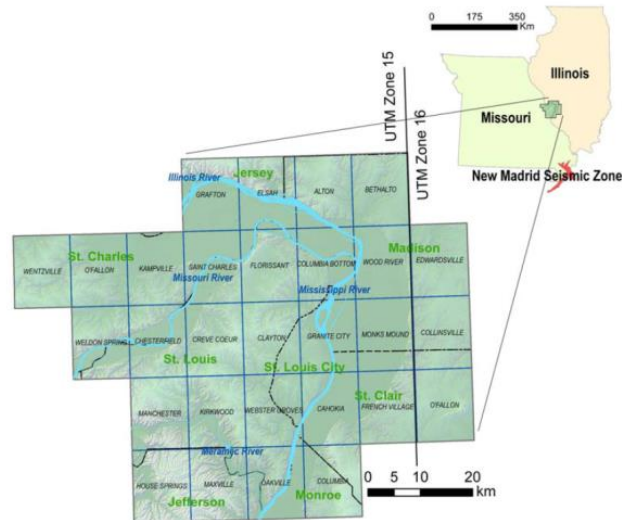 0 175 350
Km
Illinois
Missouri
New Madrid Seismic Zone
UTM Zone 15
UTM Zone 16
Illinois River
Jersey
GRAFTON ELSAH ALTON BETHALTO
St. Charles Madison
WENTZVILLE O'FALLON KAMPVILLE SAINT CHARLES FLORISSANT COLUMBIA BOTTOM WOOD RIVER EDWARDSVILLE
Missouri River
Mississippi River
WELDON SPRING CHESTERFIELD CREVE COEUR CLAYTON GRANITE CITY MONKS MOUND COLLINSVILLE
St. Louis
St. Louis City
St. Clair
MANCHESTER KIRKWOOD WEBSTER GROVES CAHOKIA FRENCH VILLAGE O'FALLON
Meramec River
HOUSE SPRINGS MAXVILLE OAKVILLE COLUMBIA
Jefferson Monroe
0 5 10 20
km